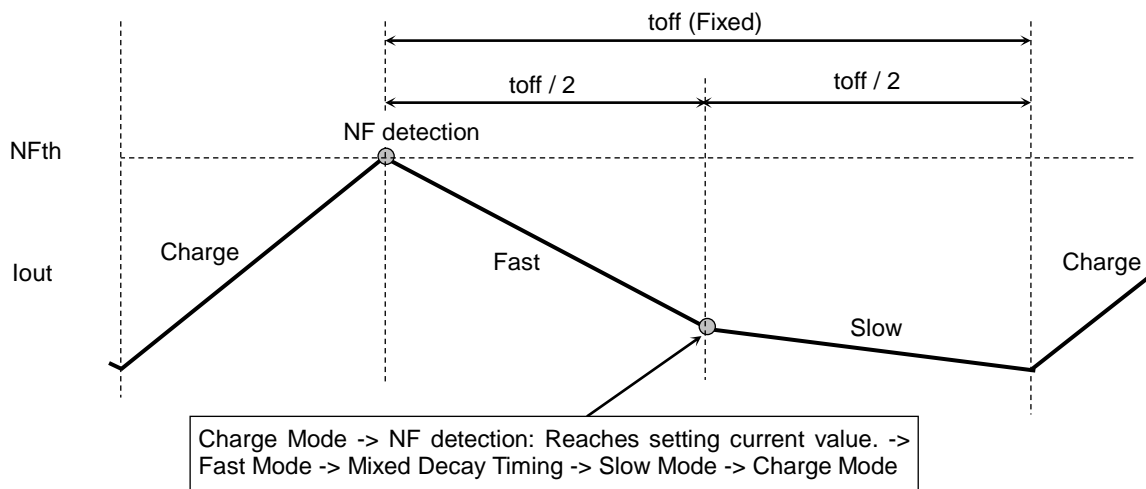 toff (Fixed)
toff / 2
toff / 2
NF detection
NFth
Charge
Fast
Charge
Iout
Slow
Charge Mode -> NF detection: Reaches setting current value. ->
Fast Mode -> Mixed Decay Timing -> Slow Mode -> Charge Mode